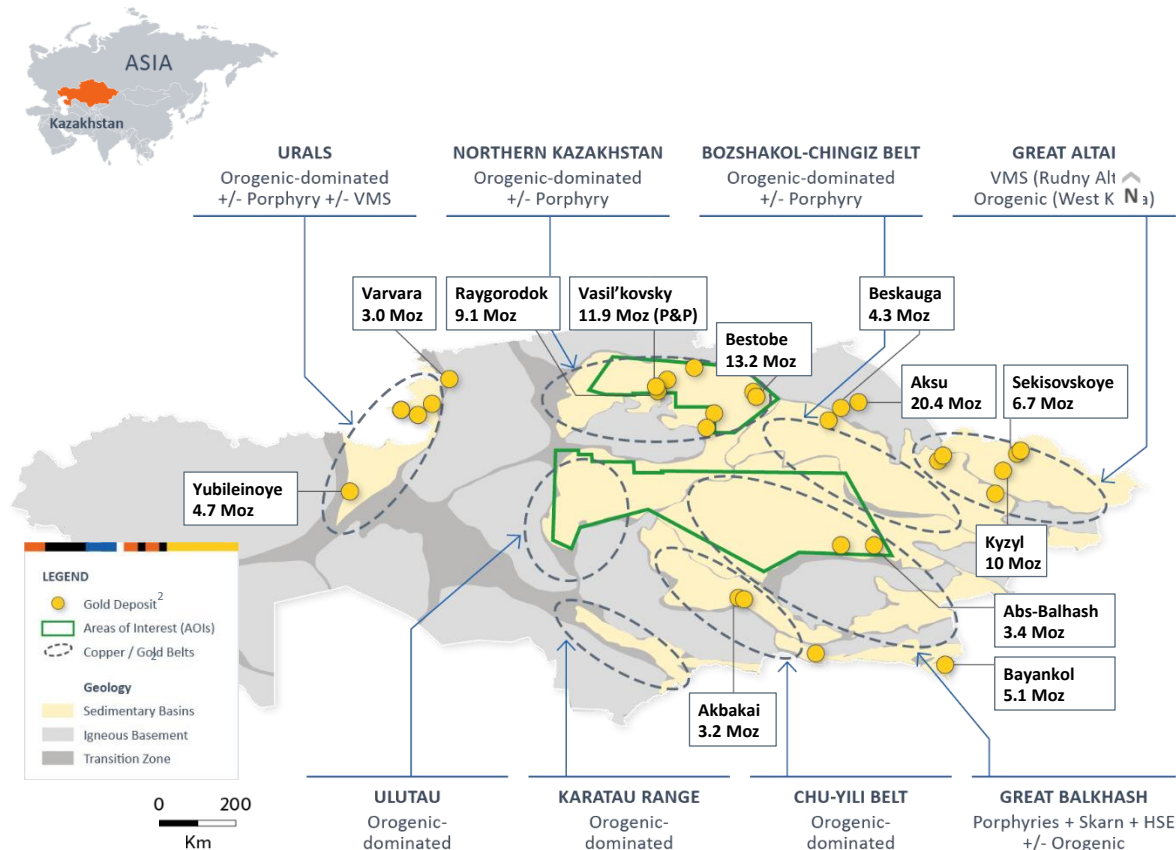 ASIA
Kazakhstan
URALS
Orogenic-dominated
+/- Porphyry +/- VMS
NORTHERN KAZAKHSTAN
Orogenic-dominated
+/- Porphyry
BOZSHAKOL-CHINGIZ BELT
Orogenic-dominated
+/- Porphyry
GREAT ALTAI
VMS (Rudny Alt
Orogenic (West K a)
N
Varvara
3.0 Moz
Raygorodok
9.1 Moz
Vasil'kovsky
11.9 Moz (P&P)
Bestobe
13.2 Moz
Beskauga
4.3 Moz
Aksu
20.4 Moz
Sekisovskoye
6.7 Moz
Yubileinoye
4.7 Moz
Kyzyl
10 Moz
Abs-Balhash
3.4 Moz
Bayankol
5.1 Moz
Akbakai
3.2 Moz
LEGEND
Gold Deposit2
Areas of Interest (AOIs)
Copper / Gold Belts
2
Geology
Sedimentary Basins
Igneous Basement
Transition Zone
0 200
Km
ULUTAU
Orogenic-
dominated
KARATAU RANGE
Orogenic-
dominated
CHU-YILI BELT
Orogenic-
dominated
GREAT BALKHASH
Porphyries + Skarn + HSE
+/- Orogenic